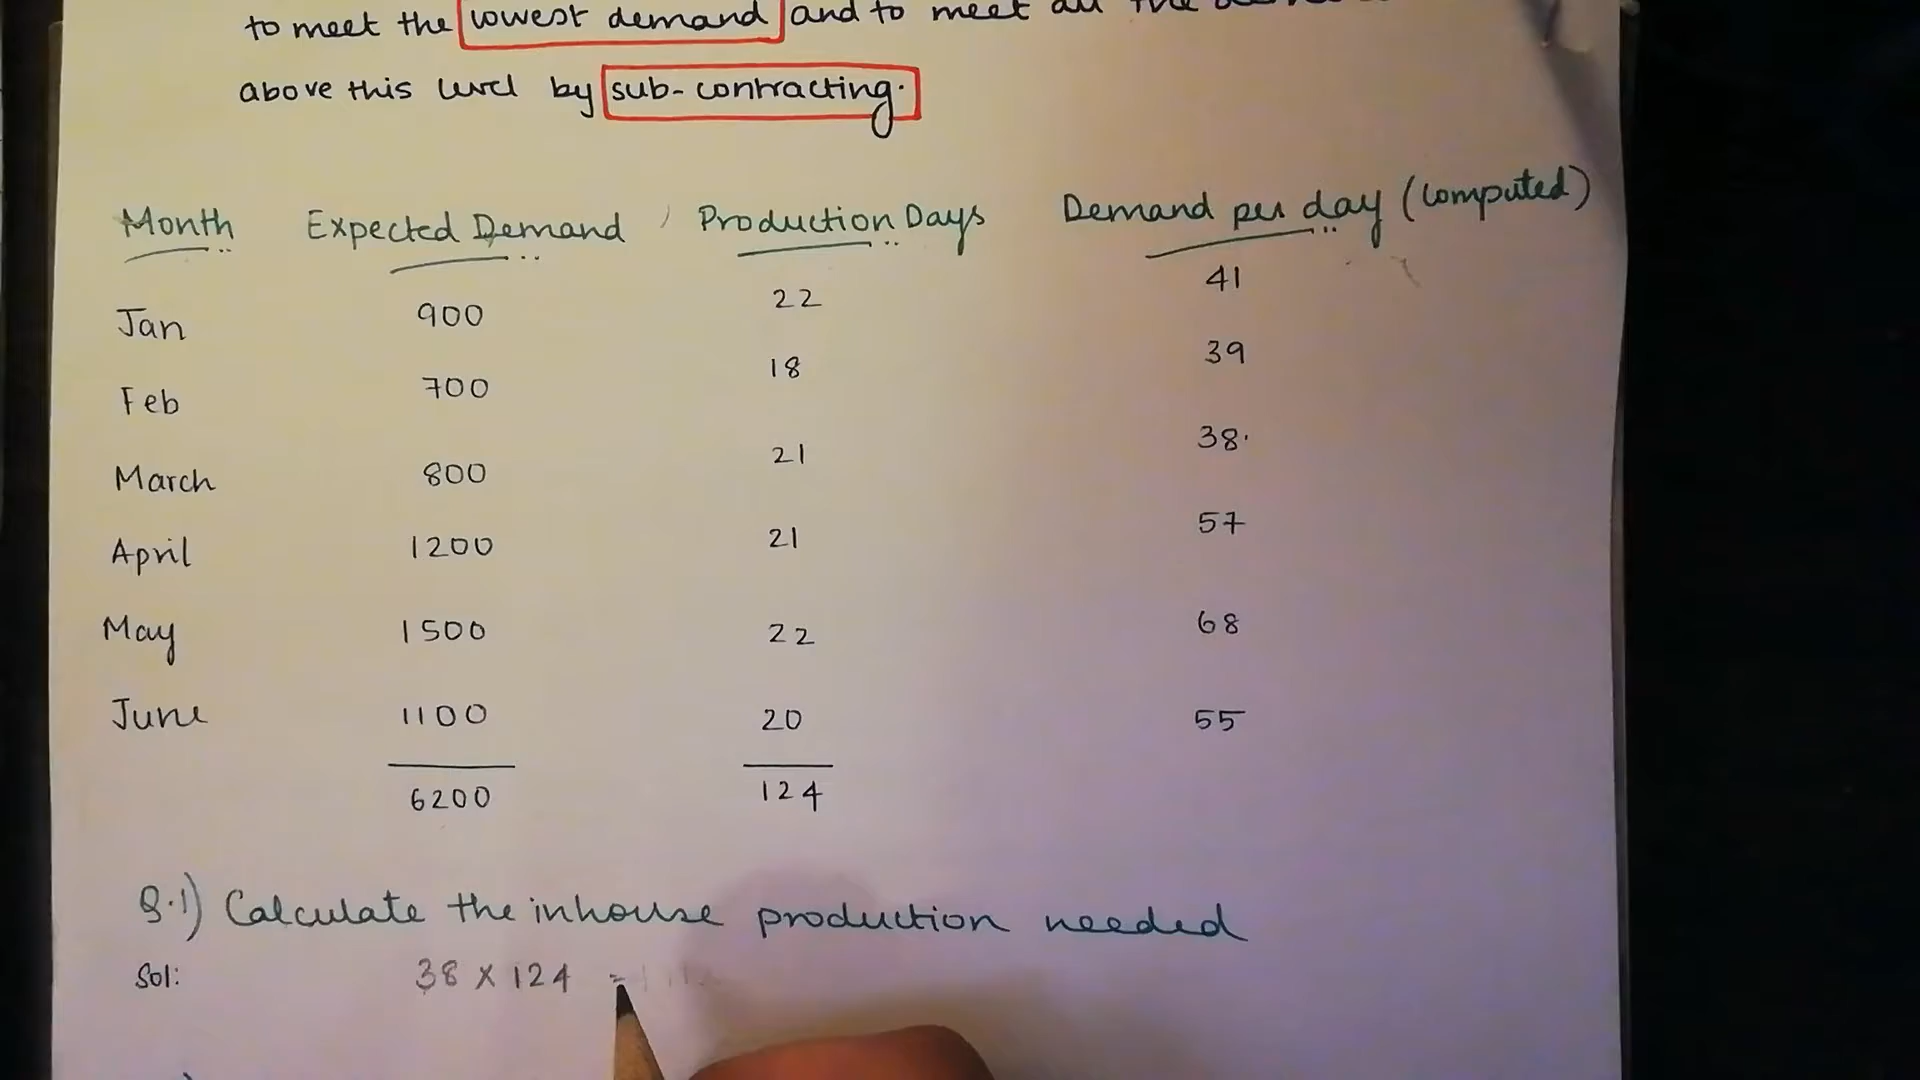 to meet the lowest demand and to meet all the
above this level by sub-contracting.
Month Expected Demand Production Days Demand per day (Computed)
Jan 900 22 41
Feb 700 18 39
March 800 21 38.
April 1200 21 57
May 1500 22 68
June 1100 20 55
6200 124
Q.1) Calculate the inhouse production needed
Sol: 38 x 124 =